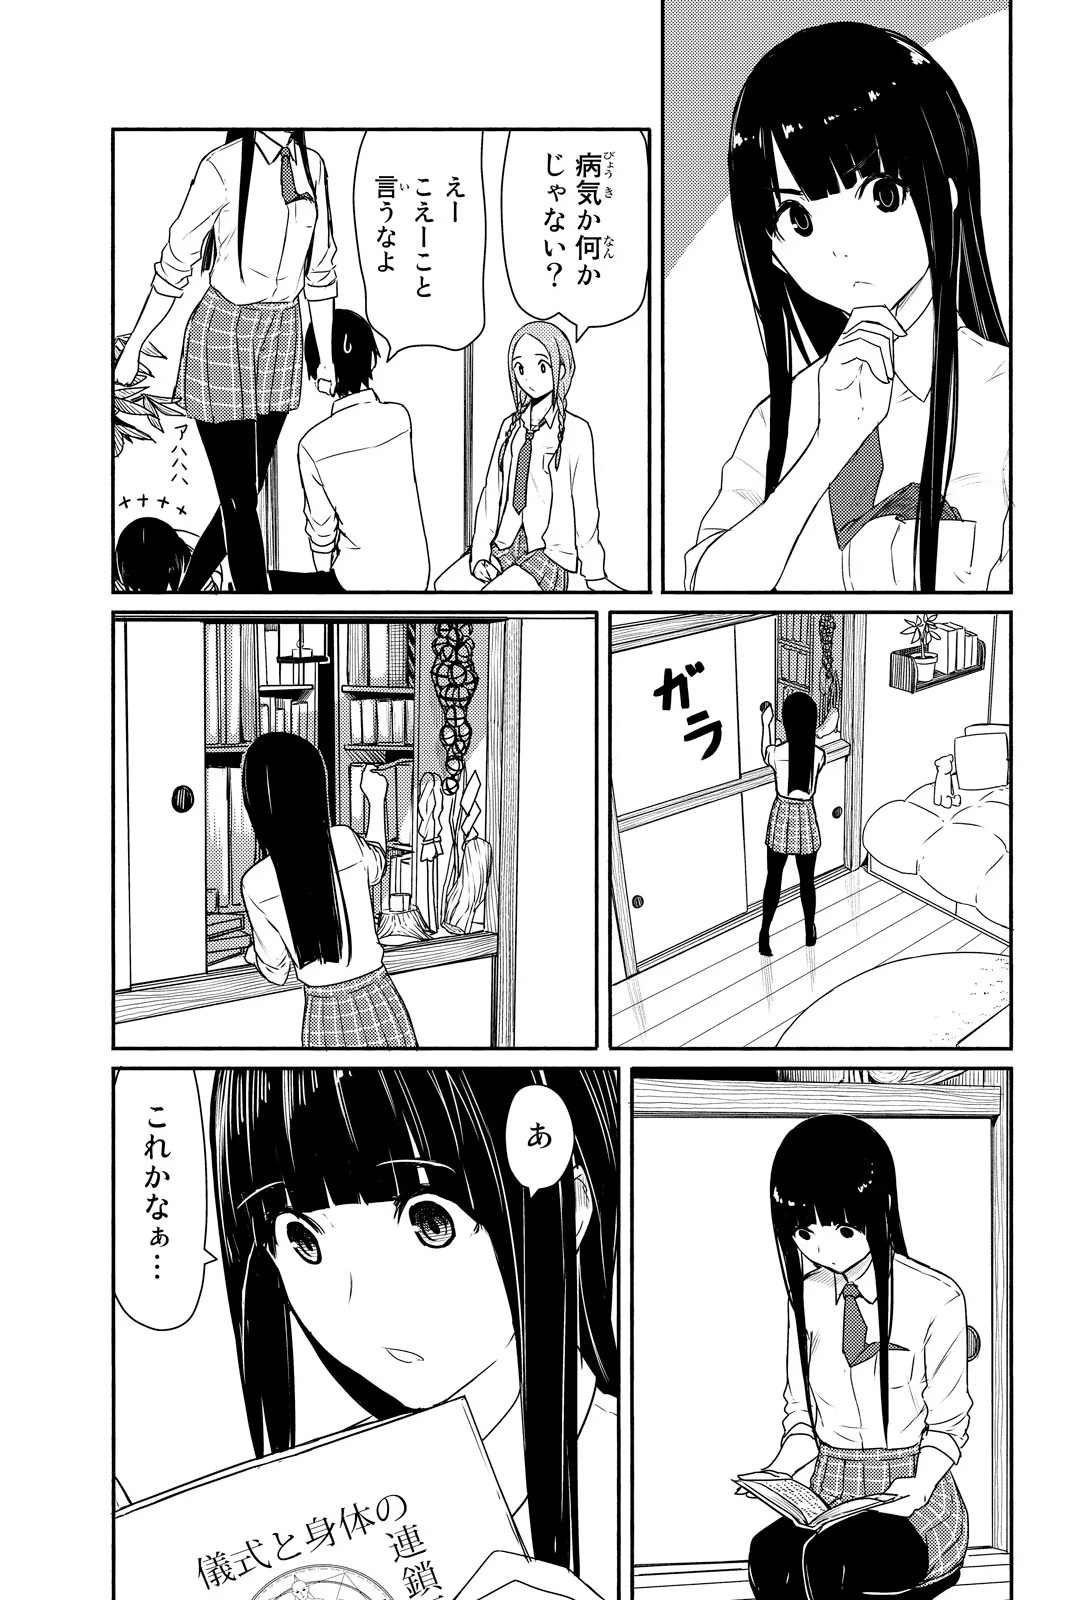 病気か何か
じゃない？
えー
こえーこと
言うなよ
アハハハ
ガラ
あ
これかなぁ…
儀式と身体の
連鎖